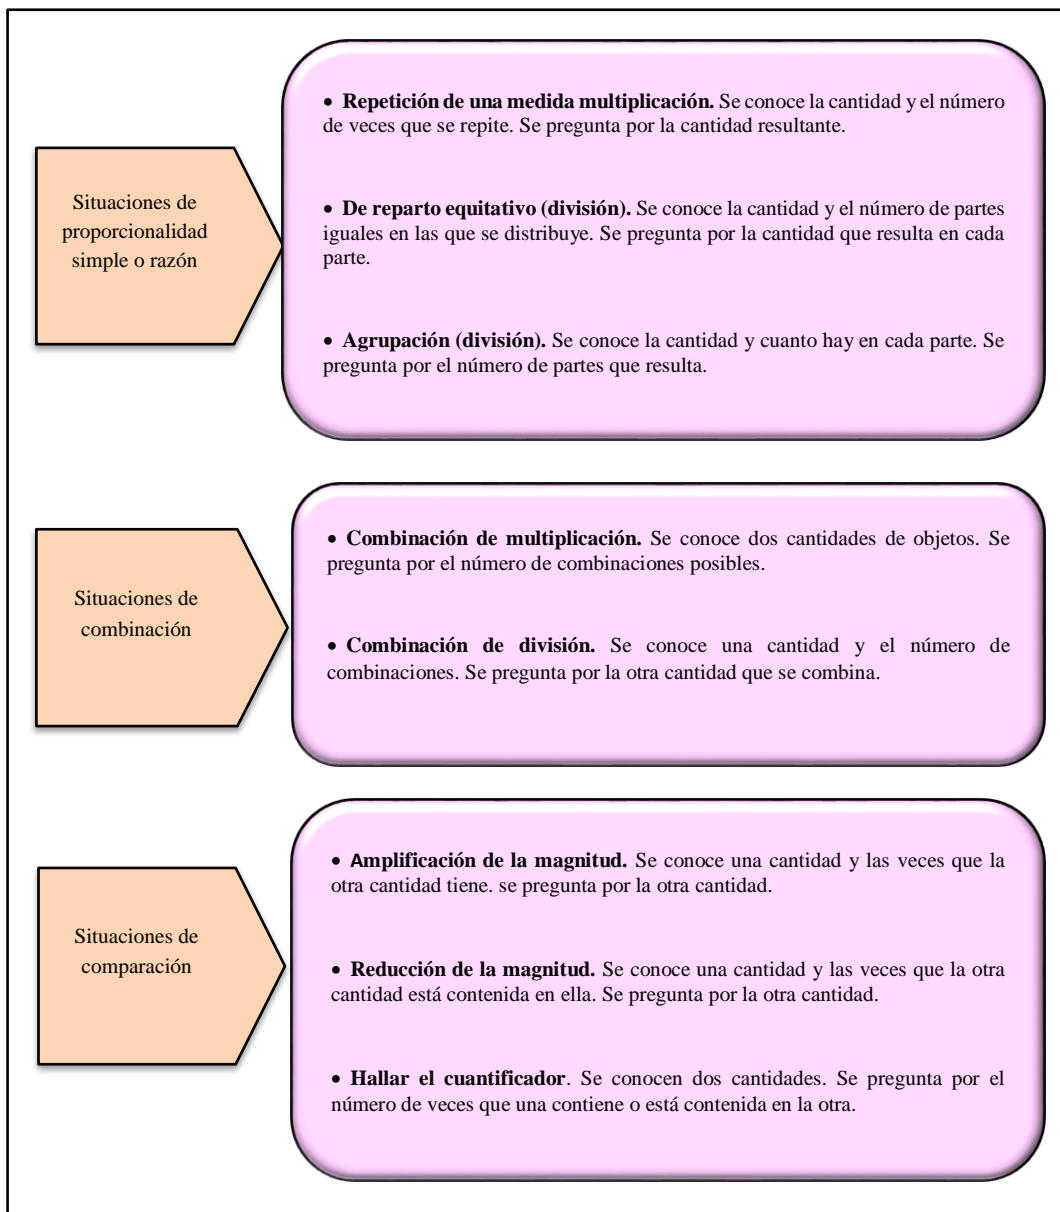 Situaciones de
proporcionalidad
simple o razón
• Repetición de una medida multiplicación. Se conoce la cantidad y el número
de veces que se repite. Se pregunta por la cantidad resultante.
• De reparto equitativo (división). Se conoce la cantidad y el número de partes
iguales en las que se distribuye. Se pregunta por la cantidad que resulta en cada
parte.
• Agrupación (división). Se conoce la cantidad y cuanto hay en cada parte. Se
pregunta por el número de partes que resulta.
Situaciones de
combinación
• Combinación de multiplicación. Se conoce dos cantidades de objetos. Se
pregunta por el número de combinaciones posibles.
• Combinación de división. Se conoce una cantidad y el número de
combinaciones. Se pregunta por la otra cantidad que se combina.
Situaciones de
comparación
• Amplificación de la magnitud. Se conoce una cantidad y las veces que la
otra cantidad tiene. se pregunta por la otra cantidad.
• Reducción de la magnitud. Se conoce una cantidad y las veces que la otra
cantidad está contenida en ella. Se pregunta por la otra cantidad.
• Hallar el cuantificador. Se conocen dos cantidades. Se pregunta por el
número de veces que una contiene o está contenida en la otra.